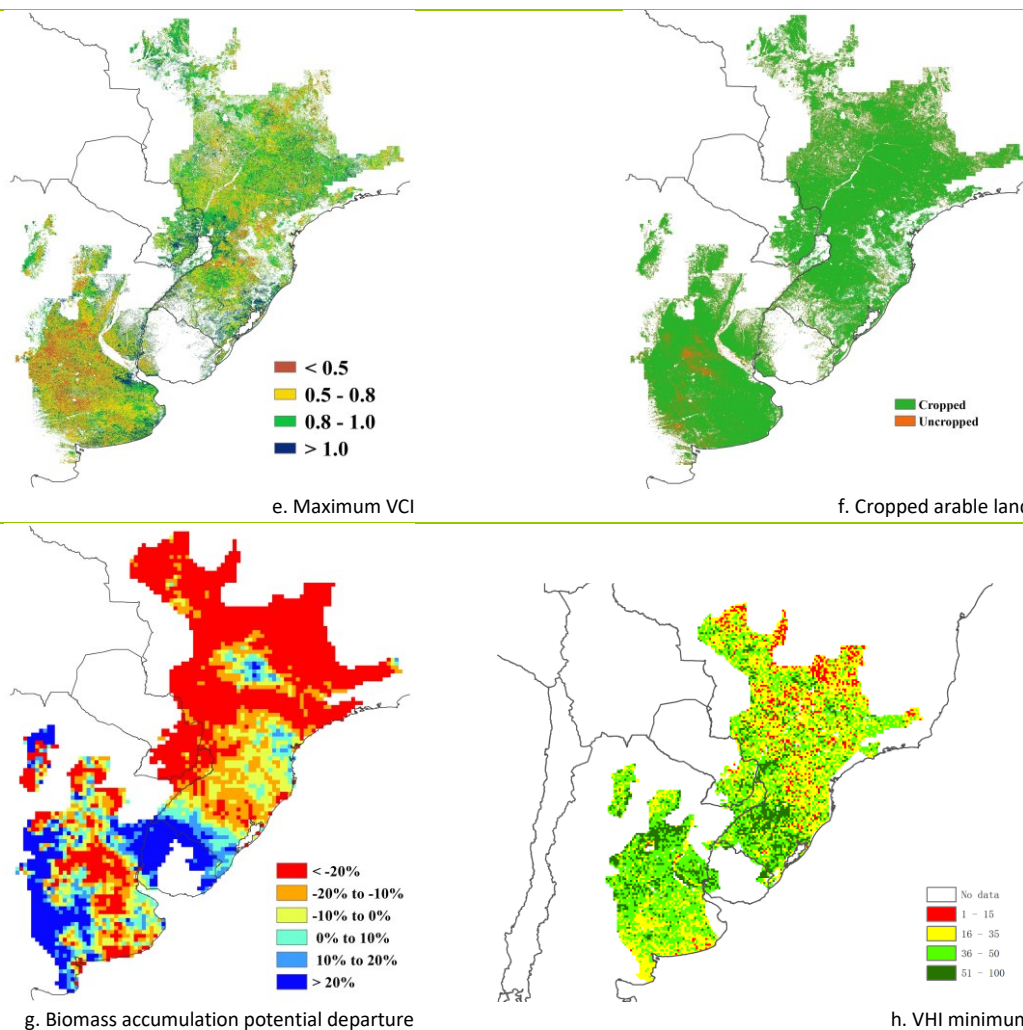 < 0.5
0.5 - 0.8
0.8 - 1.0
> 1.0
e. Maximum VCI
Cropped
Uncropped
f. Cropped arable land
< -20%
-20% to -10%
-10% to 0%
0% to 10%
10% to 20%
> 20%
g. Biomass accumulation potential departure
No data
1 - 15
16 - 35
36 - 50
51 - 100
h. VHI minimum